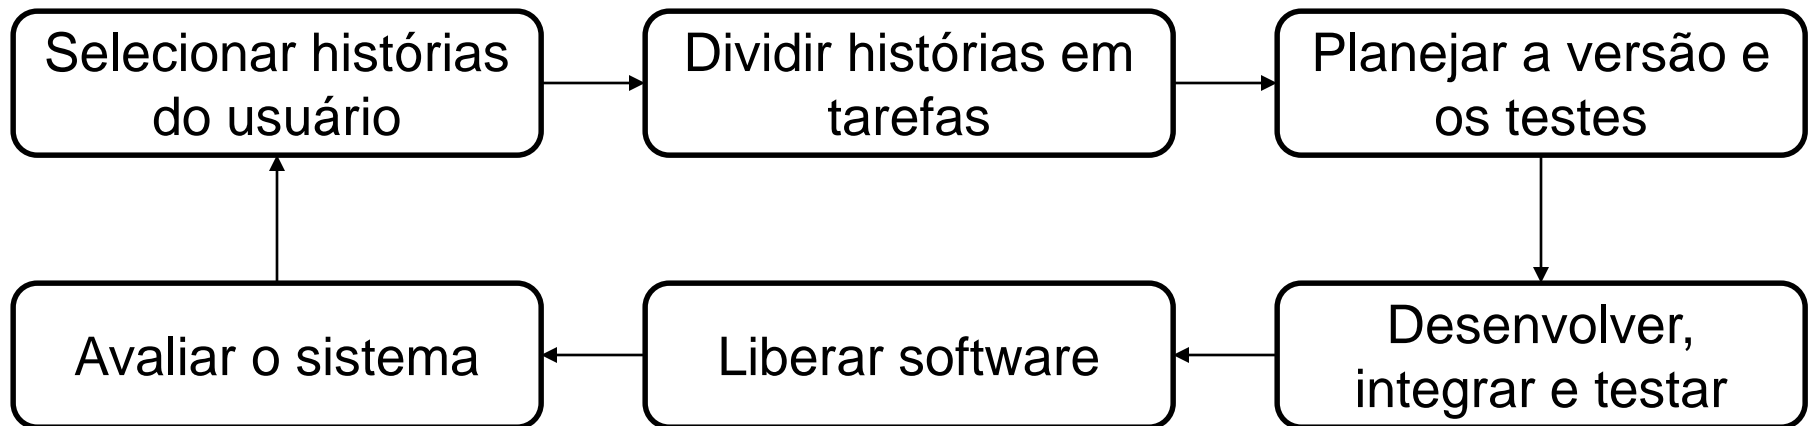 Selecionar histórias
do usuário
Dividir histórias em
tarefas
Planejar a versão e
os testes
Avaliar o sistema
Liberar software
Desenvolver,
integrar e testar